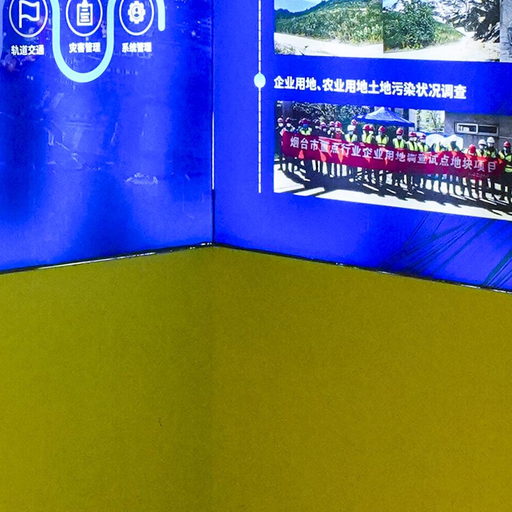 轨道交通 灾害管理 系统管理
企业用地、农业用地土地污染状况调查
烟台市重点行业企业用地调查试点地块项目